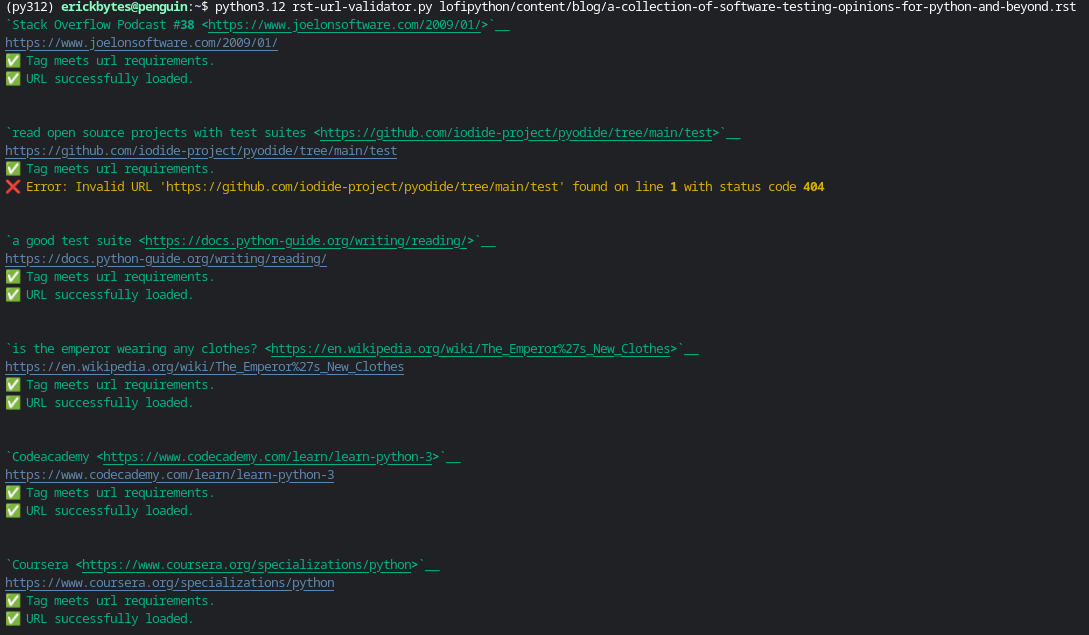 (py312) erickbytes@penguin:~$ python3.12 rst-url-validator.py lofipython/content/blog/a-collection-of-software-testing-opinions-for-python-and-beyond.rst
`Stack Overflow Podcast #38 <https://www.joelonsoftware.com/2009/01/>`__
https://www.joelonsoftware.com/2009/01/
✅ Tag meets url requirements.
✅ URL successfully loaded.
`read open source projects with test suites <https://github.com/iodide-project/pyodide/tree/main/test>`__
https://github.com/iodide-project/pyodide/tree/main/test
✅ Tag meets url requirements.
❌ Error: Invalid URL 'https://github.com/iodide-project/pyodide/tree/main/test' found on line 1 with status code 404
`a good test suite <https://docs.python-guide.org/writing/reading/>`__
https://docs.python-guide.org/writing/reading/
✅ Tag meets url requirements.
✅ URL successfully loaded.
`is the emperor wearing any clothes? <https://en.wikipedia.org/wiki/The_Emperor%27s_New_Clothes>`__
https://en.wikipedia.org/wiki/The_Emperor%27s_New_Clothes
✅ Tag meets url requirements.
✅ URL successfully loaded.
`Codeacademy <https://www.codecademy.com/learn/learn-python-3>`__
https://www.codecademy.com/learn/learn-python-3
✅ Tag meets url requirements.
✅ URL successfully loaded.
`Coursera <https://www.coursera.org/specializations/python>`__
https://www.coursera.org/specializations/python
✅ Tag meets url requirements.
✅ URL successfully loaded.